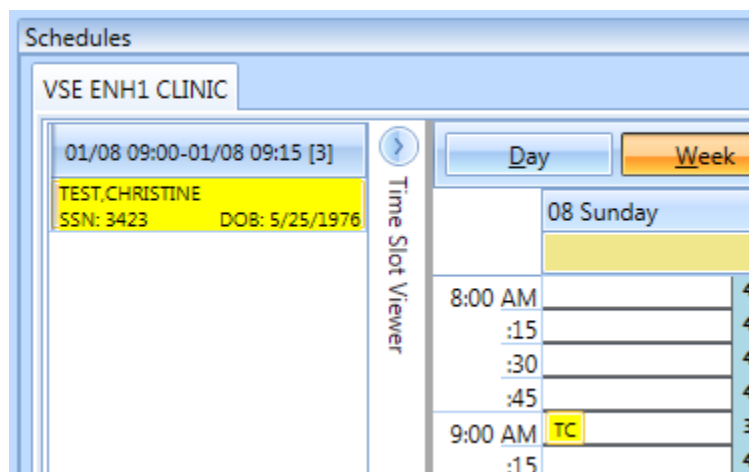 Schedules
VSE ENH1 CLINIC
01/08 09:00-01/08 09:15 [3]
TEST,CHRISTINE
SSN: 3423 DOB: 5/25/1976
Time Slot Viewer
Day Week
08 Sunday
8:00 AM
:15
:30
:45
9:00 AM TC
:15